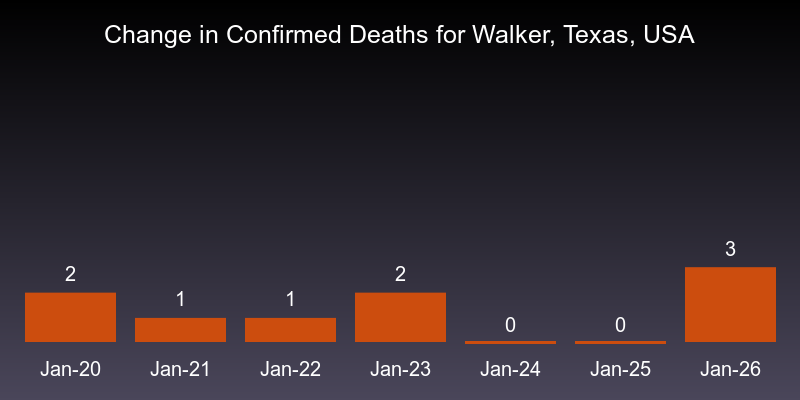 Change in Confirmed Deaths for Walker, Texas, USA
2 1 1 2 0 0 3
Jan-20 Jan-21 Jan-22 Jan-23 Jan-24 Jan-25 Jan-26